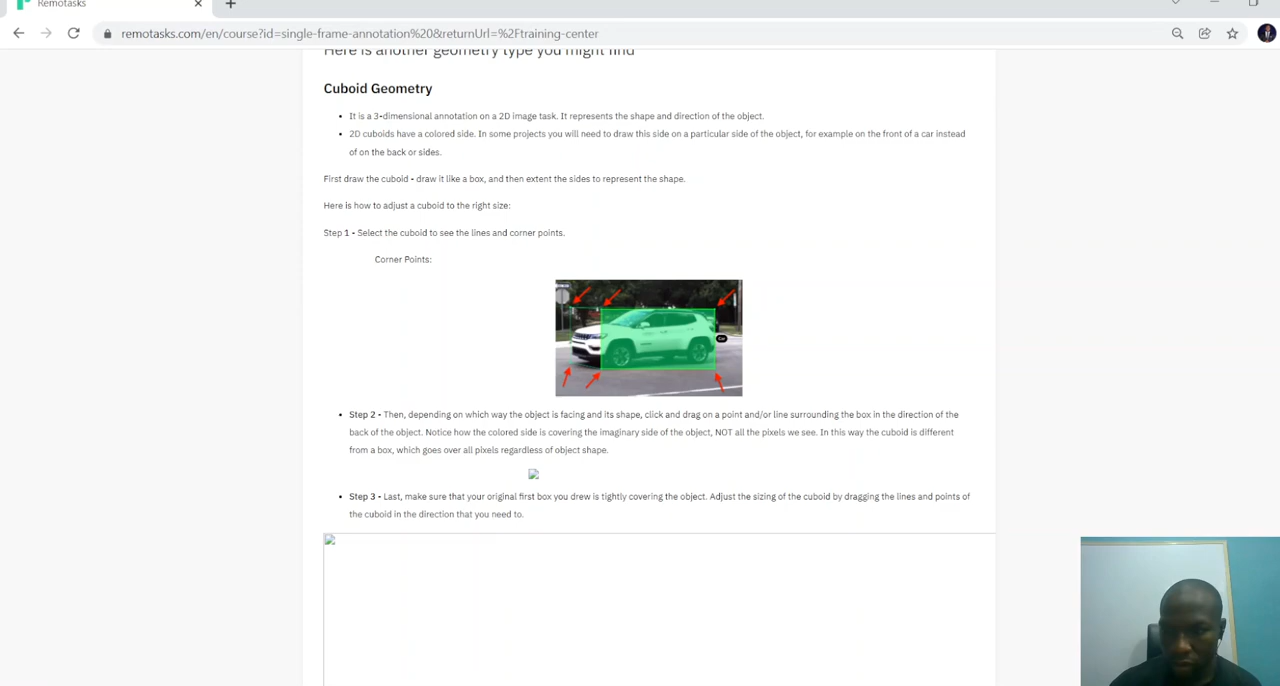 Remotasks
remotasks.com/en/course?id=single-frame-annotation%20&returnUrl=%2Ftraining-center
Here is another geometry type you might find
Cuboid Geometry
• It is a 3-dimensional annotation on a 2D image task. It represents the shape and direction of the object.
• 2D cuboids have a colored side. In some projects you will need to draw this side on a particular side of the object, for example on the front of a car instead
of on the back or sides.
First draw the cuboid - draw it like a box, and then extent the sides to represent the shape.
Here is how to adjust a cuboid to the right size:
Step 1 - Select the cuboid to see the lines and corner points.
Corner Points:
Car
• Step 2 - Then, depending on which way the object is facing and its shape, click and drag on a point and/or line surrounding the box in the direction of the
back of the object. Notice how the colored side is covering the imaginary side of the object, NOT all the pixels we see. In this way the cuboid is different
from a box, which goes over all pixels regardless of object shape.
• Step 3 - Last, make sure that your original first box you drew is tightly covering the object. Adjust the sizing of the cuboid by dragging the lines and points of
the cuboid in the direction that you need to.